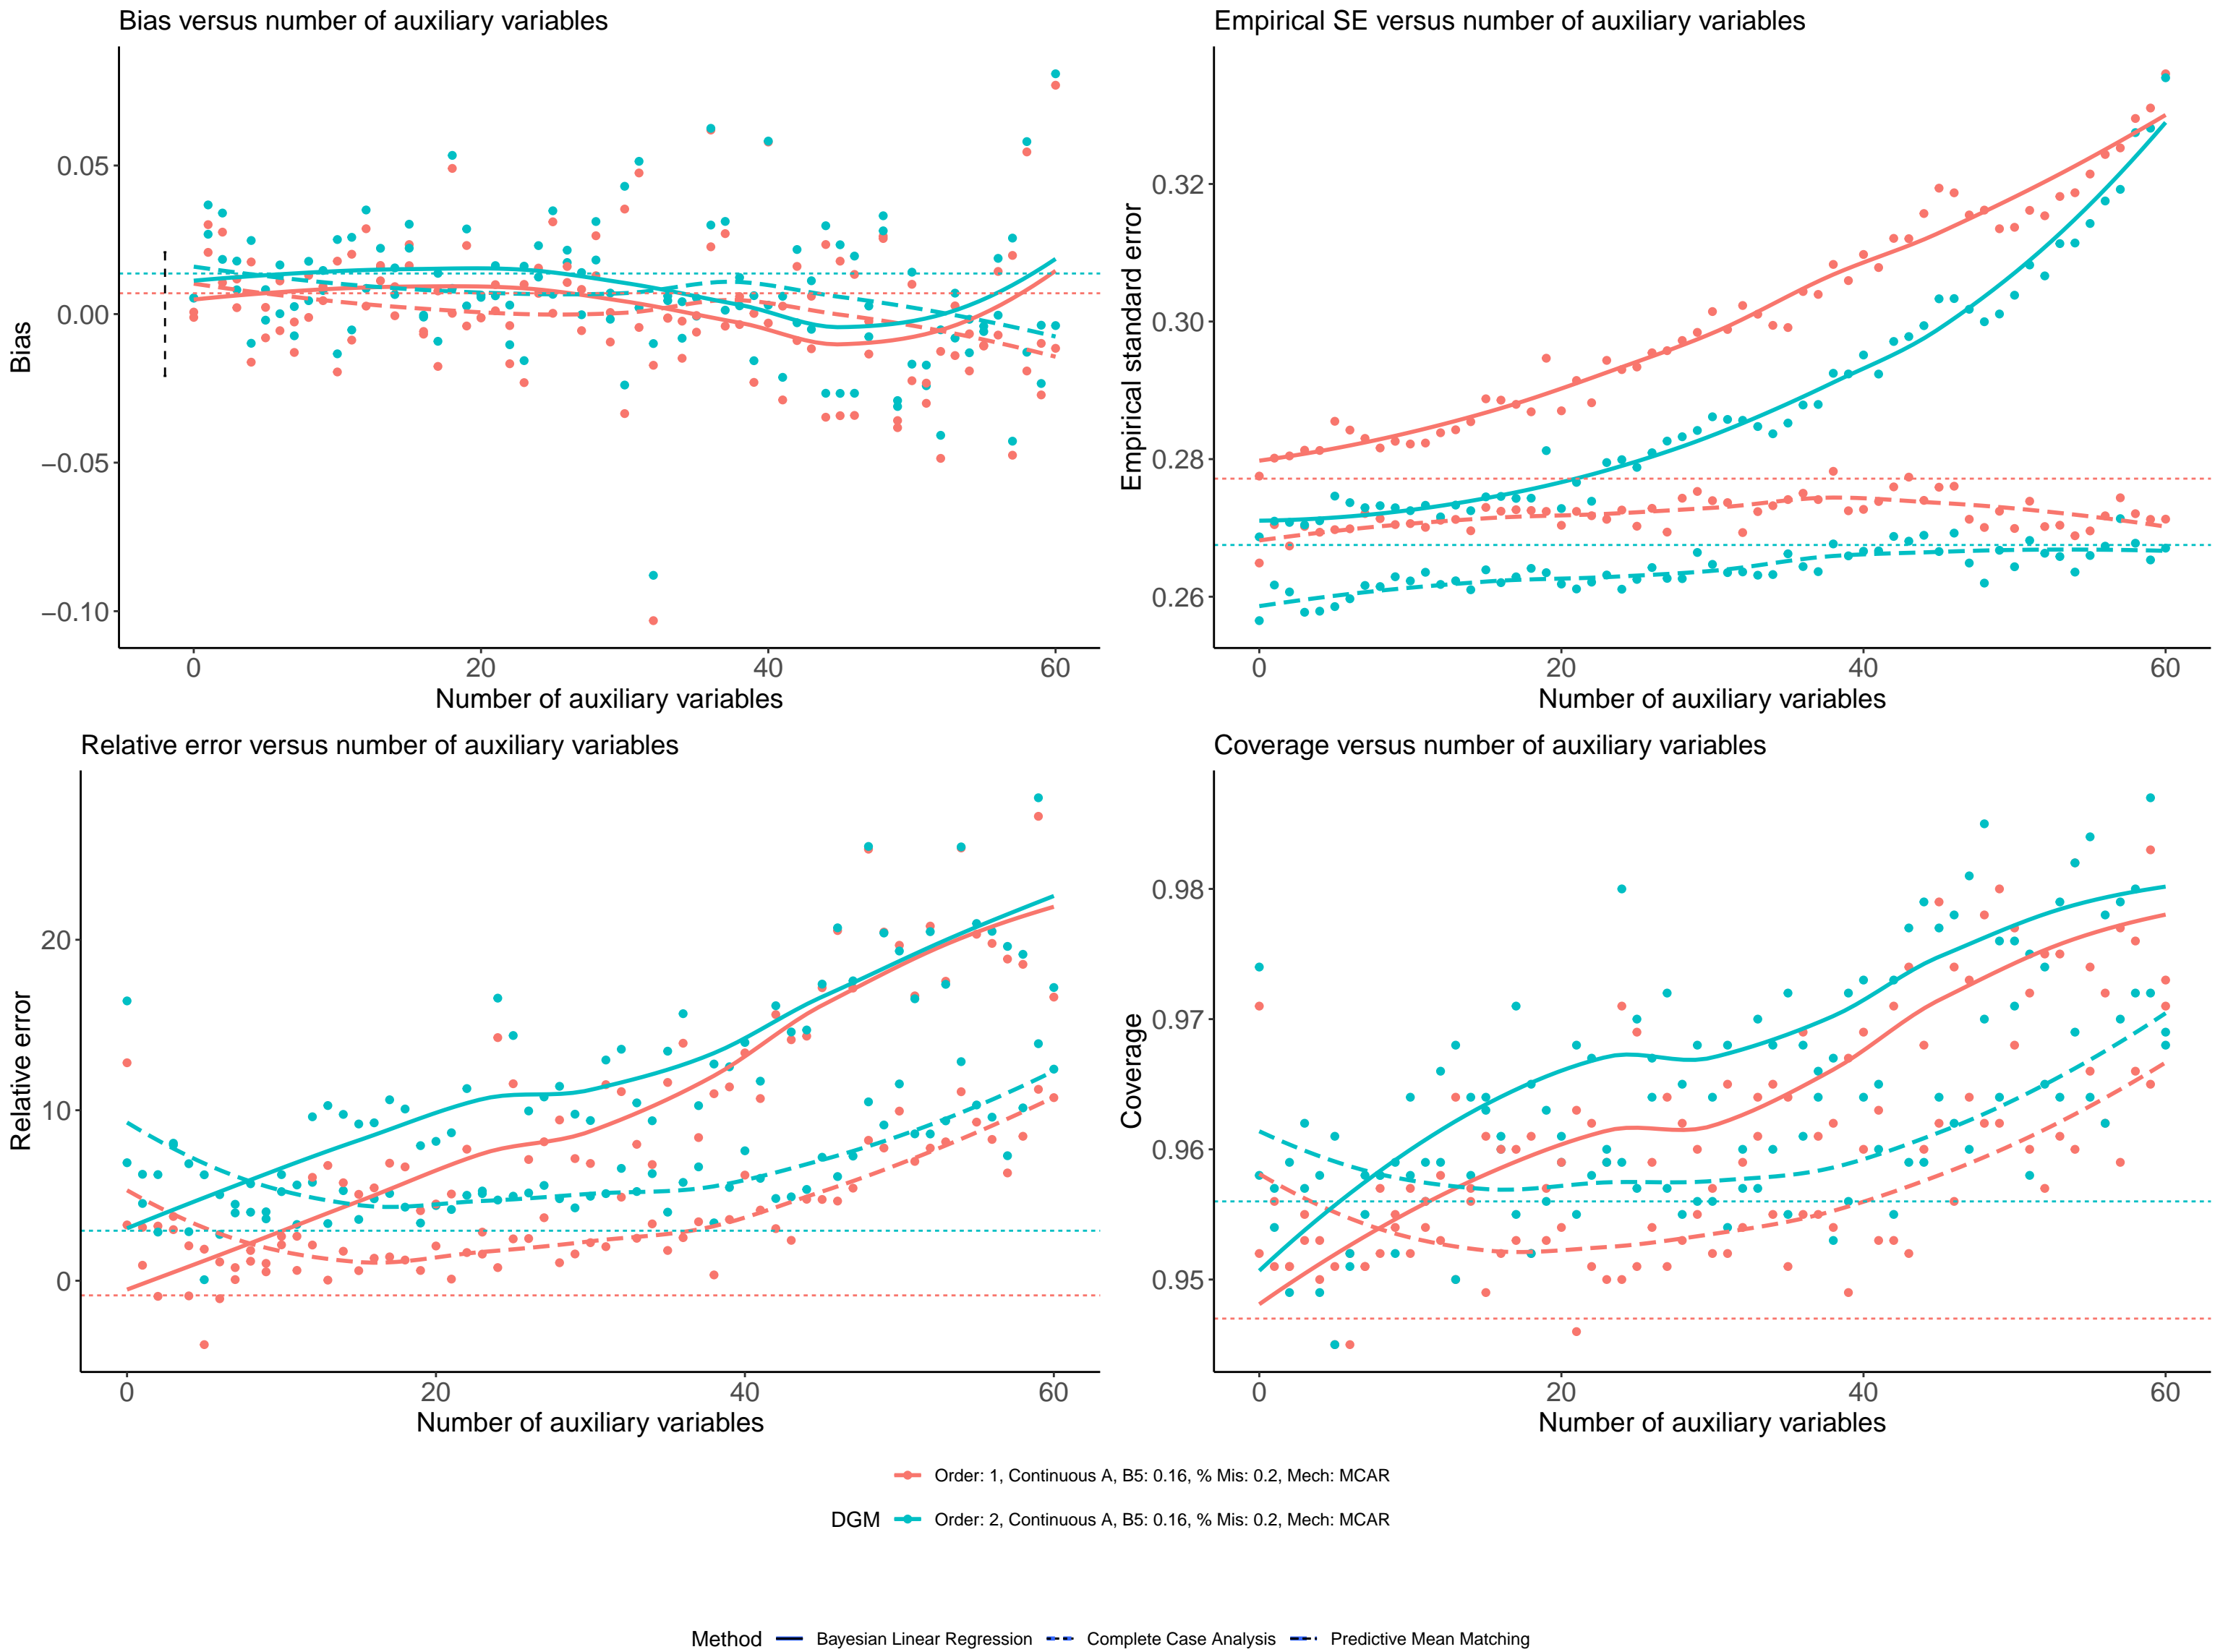 Bias versus number of auxiliary variables
Bias
0.05
0.00
−0.05
−0.10
0 20 40 60
Number of auxiliary variables
Empirical SE versus number of auxiliary variables
Empirical standard error
0.32
0.30
0.28
0.26
0 20 40 60
Number of auxiliary variables
Relative error versus number of auxiliary variables
Relative error
20
10
0
0 20 40 60
Number of auxiliary variables
Coverage versus number of auxiliary variables
Coverage
0.98
0.97
0.96
0.95
0 20 40 60
Number of auxiliary variables
Order: 1, Continuous A, B5: 0.16, % Mis: 0.2, Mech: MCAR
DGM Order: 2, Continuous A, B5: 0.16, % Mis: 0.2, Mech: MCAR
Method Bayesian Linear Regression Complete Case Analysis Predictive Mean Matching